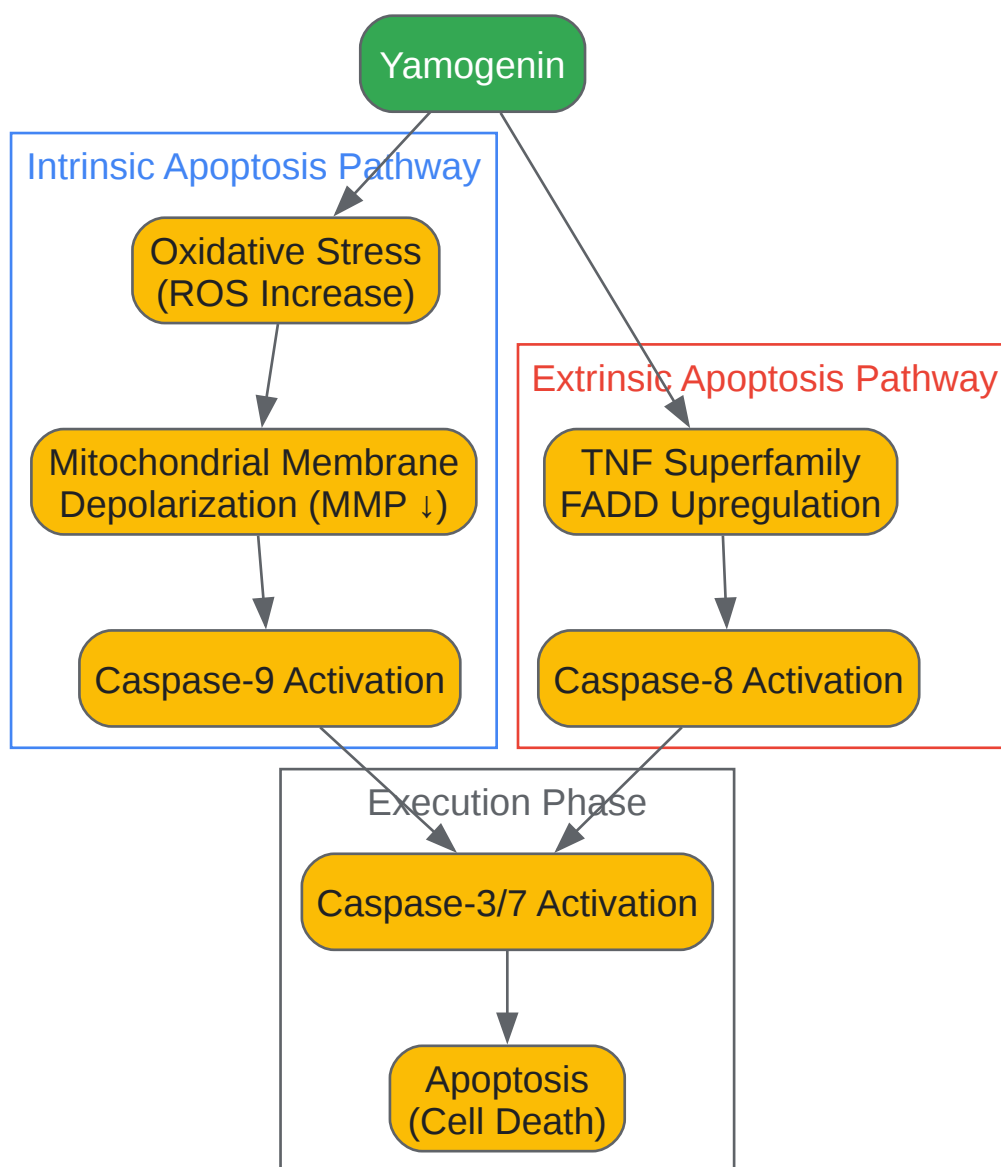 Yamogenin
Intrinsic Apoptosis Pathway
Oxidative Stress
(ROS Increase)
Mitochondrial Membrane
Depolarization (MMP ↓)
Caspase-9 Activation
Extrinsic Apoptosis Pathway
TNF Superfamily
FADD Upregulation
Caspase-8 Activation
Execution Phase
Caspase-3/7 Activation
Apoptosis
(Cell Death)